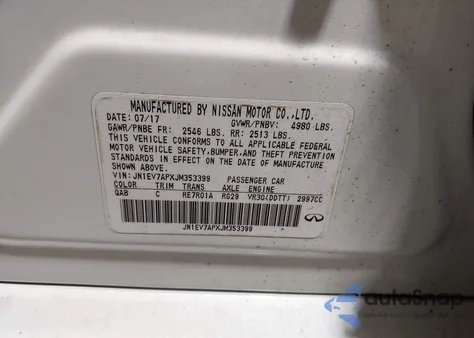 MANUFACTURED BY NISSAN MOTOR CO.,LTD.
DATE: 07/17 GVWR/PNBV: 4980 LBS.
GAWR/PNBE FR: 2546 LBS. RR: 2513 LBS.
THIS VEHICLE CONFORMS TO ALL APPLICABLE FEDERAL
MOTOR VEHICLE SAFETY,BUMPER,AND THEFT PREVENTION
STANDARDS IN EFFECT ON THE DATE OF MANUFACTURE
SHOWN ABOVE.
VIN: JN1EV7APXJM353399 PASSENGER CAR
COLOR TRIM TRANS AXLE ENGINE
QAB C RE7R01A RG29 VR30(DDTT) 2997CC
JN1EV7APXJM353399
autoSnap